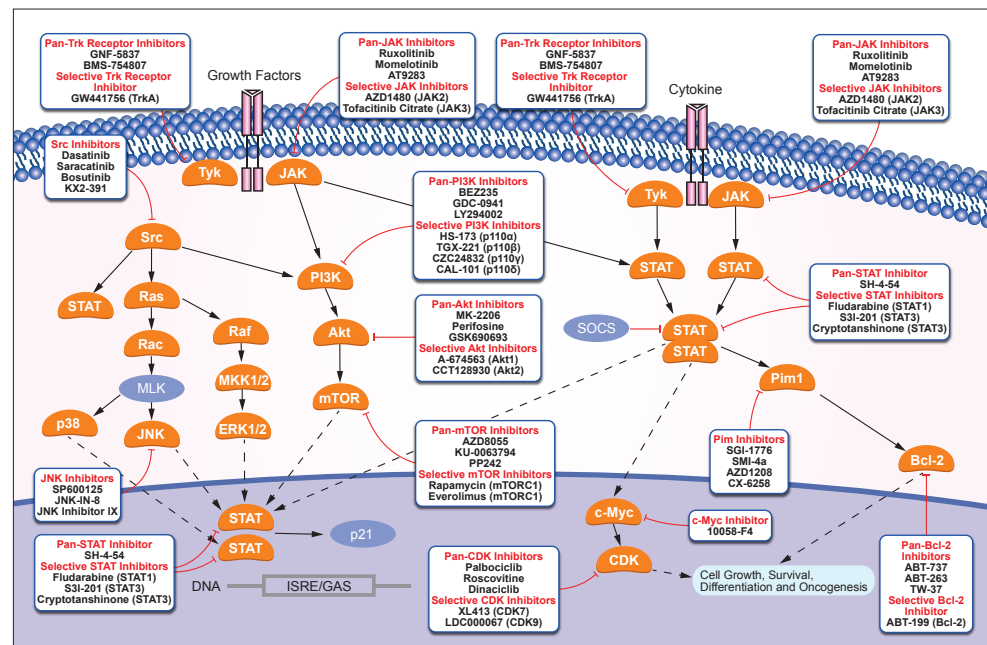 Pan-Trk Receptor Inhibitors
GNF-5837
BMS-754807
Selective Trk Receptor
Inhibitor
GW441756 (TrkA)
Growth Factors
Pan-JAK Inhibitors
Ruxolitinib
Momelotinib
AT9283
Selective JAK Inhibitors
AZD1480 (JAK2)
Tofacitinib Citrate (JAK3)
Pan-Trk Receptor Inhibitors
GNF-5837
BMS-754807
Selective Trk Receptor
Inhibitor
GW441756 (TrkA)
Cytokine
Pan-JAK Inhibitors
Ruxolitinib
Momelotinib
AT9283
Selective JAK Inhibitors
AZD1480 (JAK2)
Tofacitinib Citrate (JAK3)
Src Inhibitors
Dasatinib
Saracatinib
Bosutinib
KX2-391
Tyk
JAK
Pan-PI3K Inhibitors
BEZ235
GDC-0941
LY294002
Selective PI3K Inhibitors
HS-173 (p110α)
TGX-221 (p110β)
CZC24832 (p110γ)
CAL-101 (p110δ)
Tyk
JAK
Src
PI3K
STAT
STAT
STAT
Ras
Pan-STAT Inhibitor
SH-4-54
Selective STAT Inhibitors
Fludarabine (STAT1)
S3I-201 (STAT3)
Cryptotanshinone (STAT3)
Raf
Akt
Pan-Akt Inhibitors
MK-2206
Perifosine
GSK690693
Selective Akt Inhibitors
A-674563 (Akt1)
CCT128930 (Akt2)
SOCS
STAT
STAT
Rac
MLK
MKK1/2
mTOR
Pim1
p38
JNK
ERK1/2
Pan-mTOR Inhibitors
AZD8055
KU-0063794
PP242
Selective mTOR Inhibitors
Rapamycin (mTORC1)
Everolimus (mTORC1)
Pim Inhibitors
SGI-1776
SMI-4a
AZD1208
CX-6258
Bcl-2
JNK Inhibitors
SP600125
JNK-IN-8
JNK Inhibitor IX
STAT
STAT
p21
c-Myc
c-Myc Inhibitor
10058-F4
Pan-STAT Inhibitor
SH-4-54
Selective STAT Inhibitors
Fludarabine (STAT1)
S3I-201 (STAT3)
Cryptotanshinone (STAT3)
DNA
ISRE/GAS
Pan-CDK Inhibitors
Palbociclib
Roscovitine
Dinaciclib
Selective CDK Inhibitors
XL413 (CDK7)
LDC000067 (CDK9)
CDK
Cell Growth, Survival,
Differentiation and Oncogenesis
Pan-Bcl-2
Inhibitors
ABT-737
ABT-263
TW-37
Selective Bcl-2
Inhibitor
ABT-199 (Bcl-2)